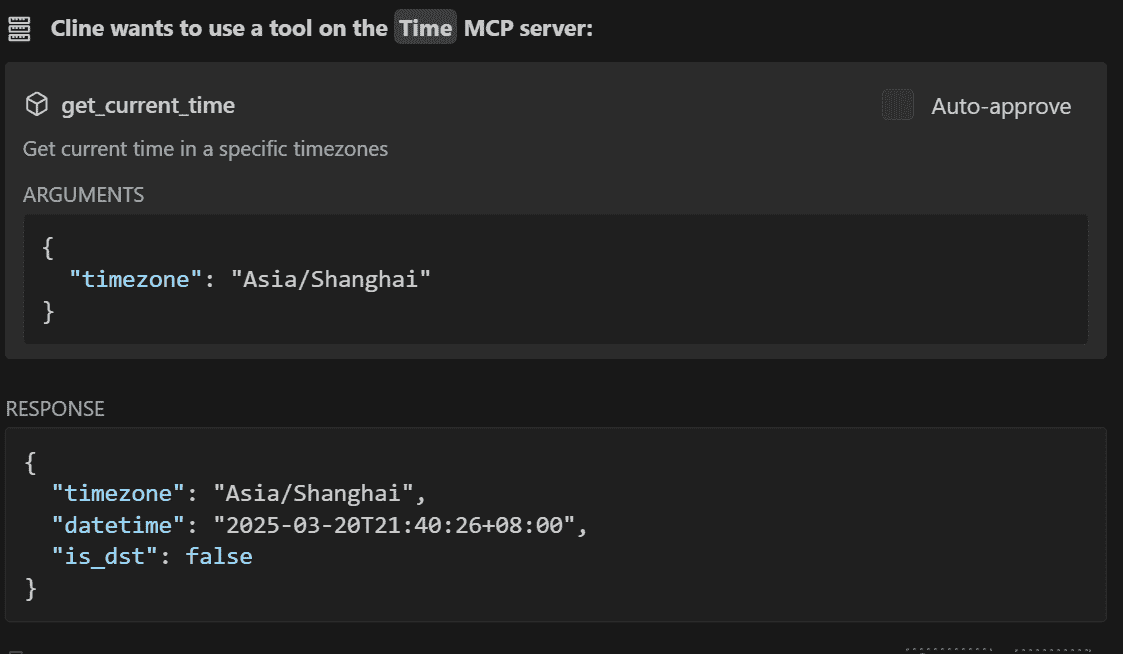 Cline wants to use a tool on the Time MCP server:
get_current_time
Auto-approve
Get current time in a specific timezones
ARGUMENTS
{
  "timezone": "Asia/Shanghai"
}
RESPONSE
{
  "timezone": "Asia/Shanghai",
  "datetime": "2025-03-20T21:40:26+08:00",
  "is_dst": false
}